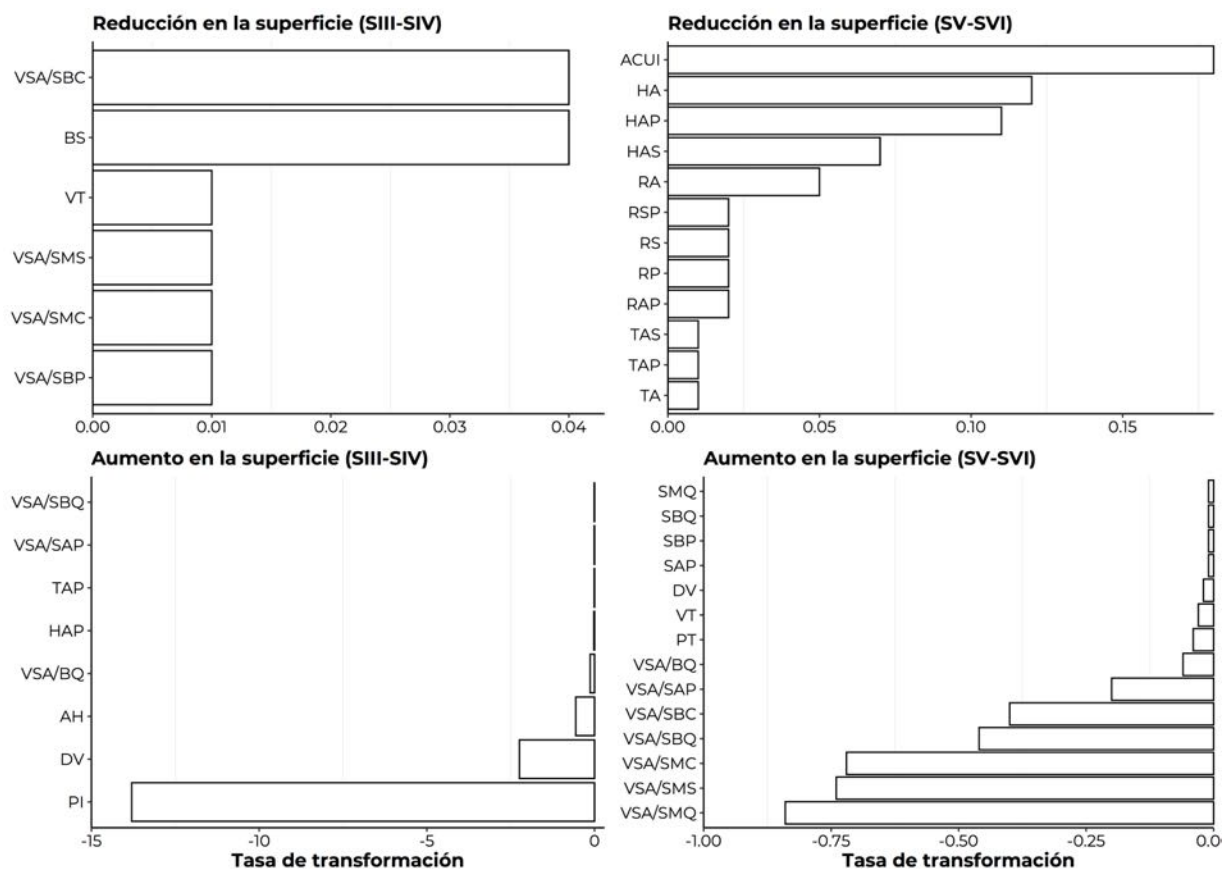 Reducción en la superficie (SIII-SIV)
VSA/SBC
BS
VT
VSA/SMS
VSA/SMC
VSA/SBP
0.00 0.01 0.02 0.03 0.04
Reducción en la superficie (SV-SVI)
ACUI
HA
HAP
HAS
RA
RSP
RS
RP
RAP
TAS
TAP
TA
0.00 0.05 0.10 0.15
Aumento en la superficie (SIII-SIV)
VSA/SBQ
VSA/SAP
TAP
HAP
VSA/BQ
AH
DV
PI
-15 -10 -5 0
Tasa de transformación
Aumento en la superficie (SV-SVI)
SMQ
SBQ
SBP
SAP
DV
VT
PT
VSA/BQ
VSA/SAP
VSA/SBC
VSA/SBQ
VSA/SMC
VSA/SMS
VSA/SMQ
-1.00 -0.75 -0.50 -0.25 0.00
Tasa de transformación